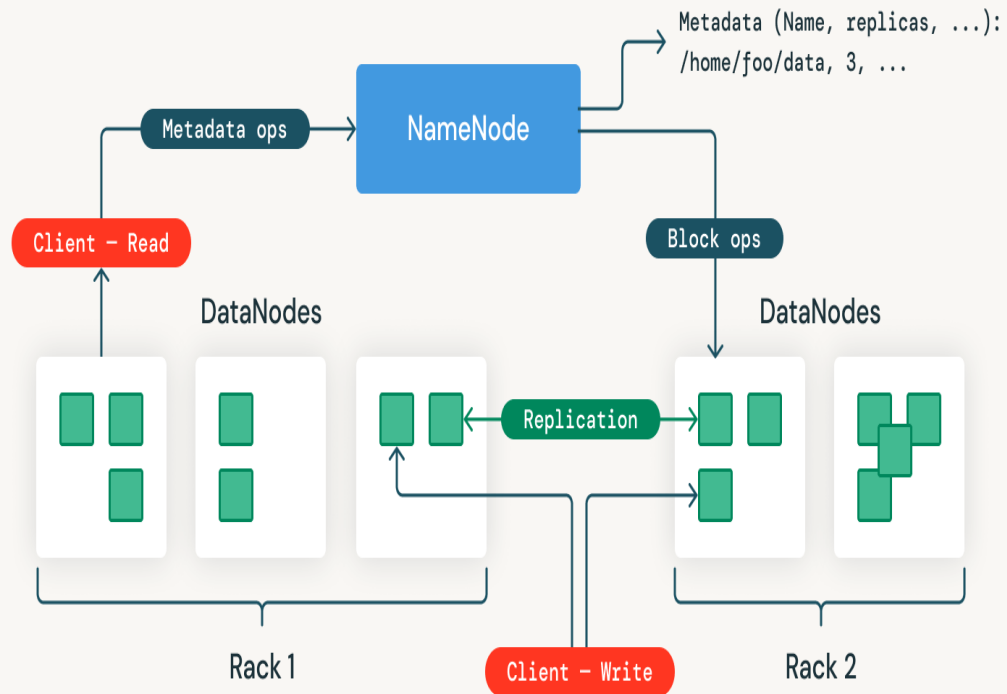 Metadata (Name, replicas, ...):
/home/foo/data, 3, ...
Metadata ops
NameNode
Client – Read
Block ops
DataNodes
DataNodes
Replication
Rack 1
Client – Write
Rack 2